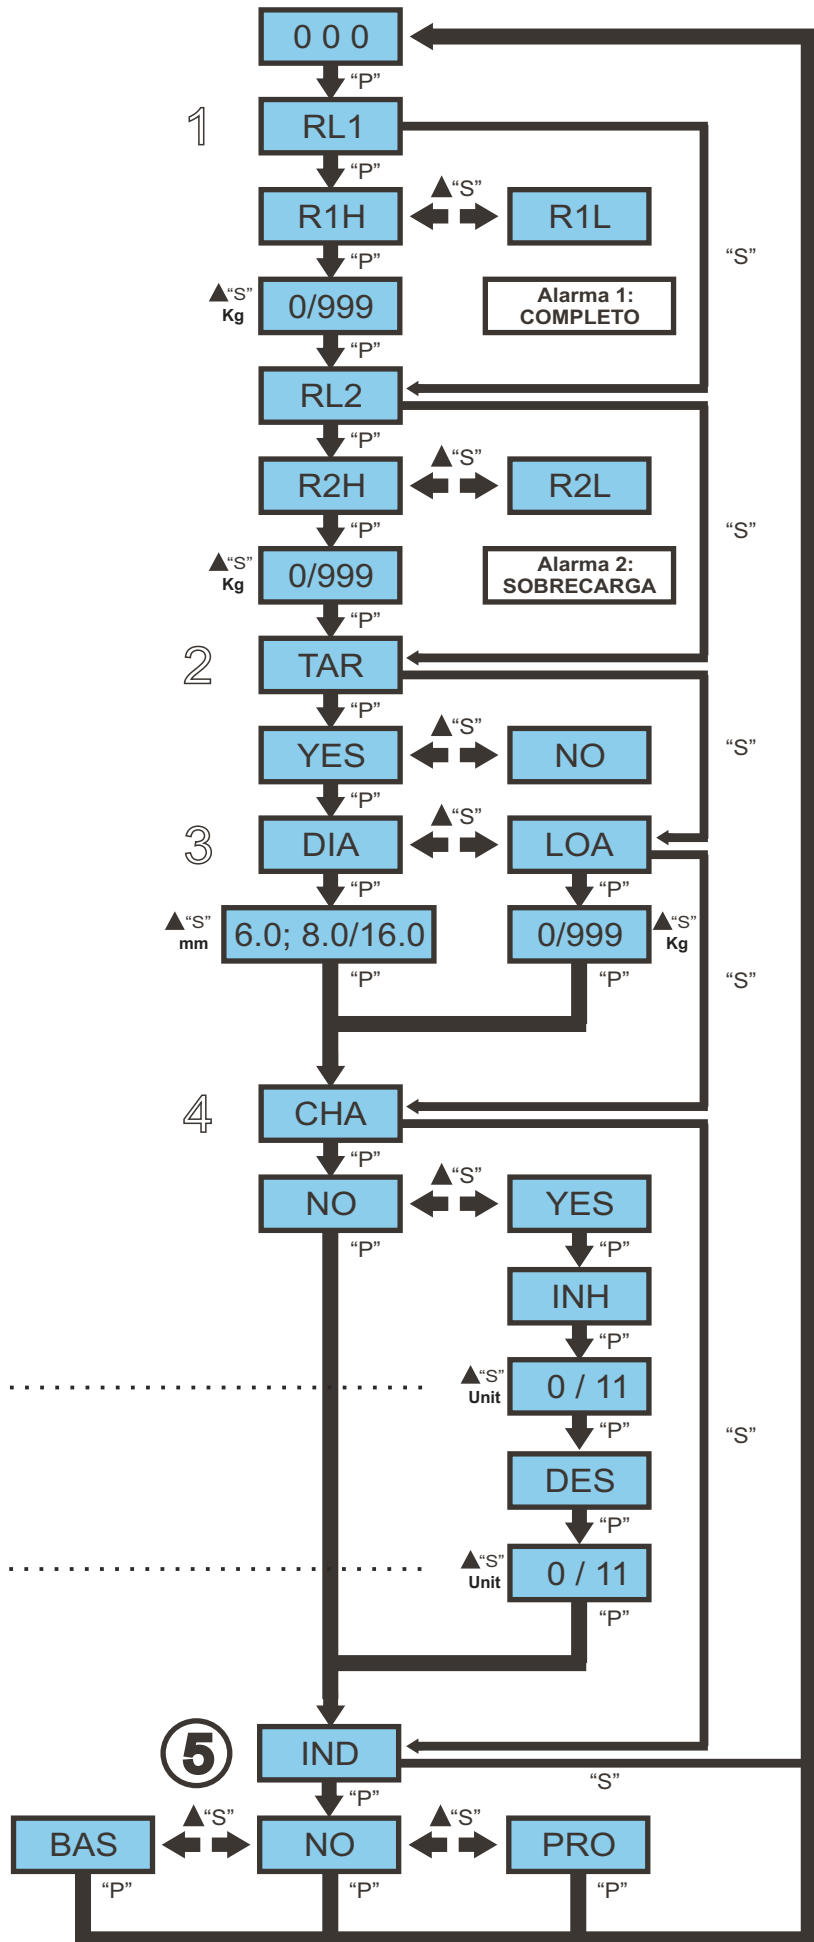 0 0 0
“P”
1
RL1
“P”
R1H
▲“S”
R1L
“S”
“P”
▲“S”
Kg
0/999
Alarma 1:
COMPLETO
“P”
RL2
“P”
R2H
▲“S”
R2L
“S”
“P”
▲“S”
Kg
0/999
Alarma 2:
SOBRECARGA
“P”
2
TAR
“P”
YES
▲“S”
NO
“S”
“P”
3
DIA
▲“S”
LOA
“P”
“P”
▲“S”
mm
6.0; 8.0/16.0
0/999
▲“S”
Kg
“P”
“P”
“S”
4
CHA
“P”
NO
▲“S”
YES
“P”
“P”
INH
“P”
▲“S”
Unit
0 / 11
“P”
“S”
DES
“P”
▲“S”
Unit
0 / 11
“P”
5
IND
“S”
“P”
BAS
▲“S”
NO
▲“S”
PRO
“P”
“P”
“P”